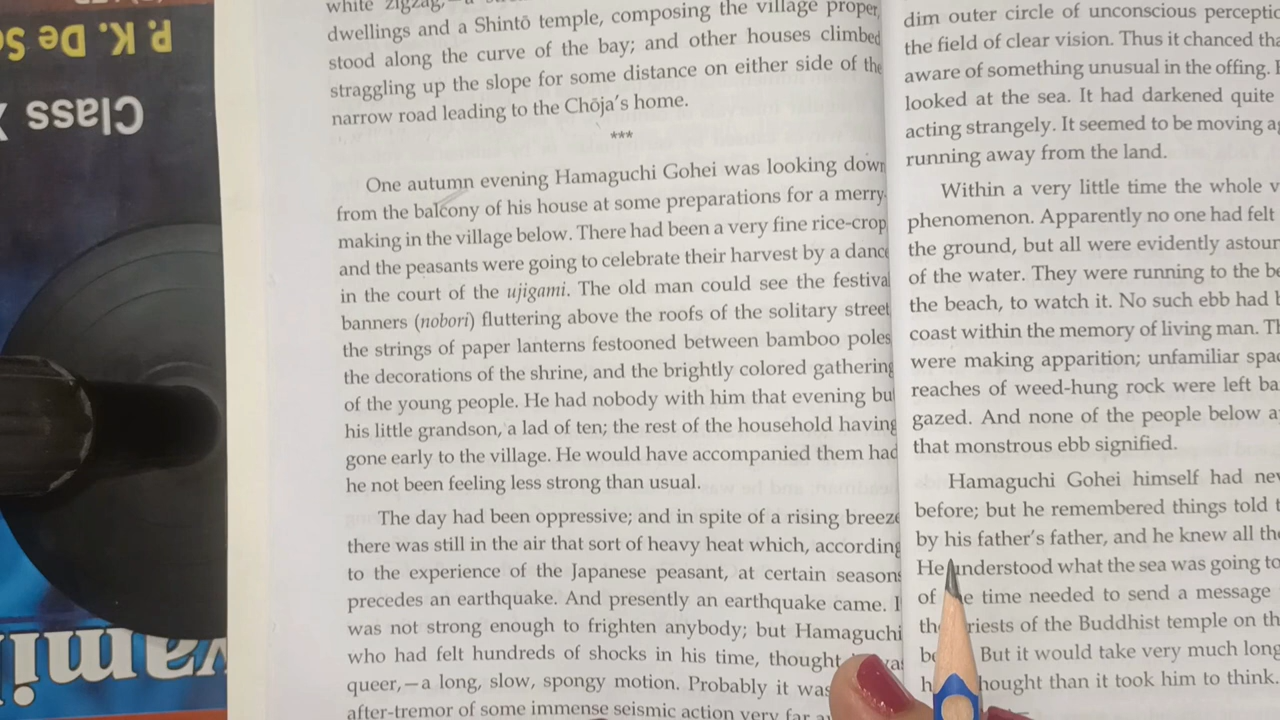 white zigzag,
dwellings and a Shintō temple, composing the village proper,
stood along the curve of the bay; and other houses climbed
straggling up the slope for some distance on either side of the
narrow road leading to the Chōja's home.
***
One autumn evening Hamaguchi Gohei was looking down
from the balcony of his house at some preparations for a merry-
making in the village below. There had been a very fine rice-crop
and the peasants were going to celebrate their harvest by a dance
in the court of the ujigami. The old man could see the festival
banners (nobori) fluttering above the roofs of the solitary street
the strings of paper lanterns festooned between bamboo poles
the decorations of the shrine, and the brightly colored gathering
of the young people. He had nobody with him that evening bu
his little grandson, a lad of ten; the rest of the household having
gone early to the village. He would have accompanied them had
he not been feeling less strong than usual.
The day had been oppressive; and in spite of a rising breeze
there was still in the air that sort of heavy heat which, according
to the experience of the Japanese peasant, at certain seasons
precedes an earthquake. And presently an earthquake came. I
was not strong enough to frighten anybody; but Hamaguchi
who had felt hundreds of shocks in his time, thought
queer,—a long, slow, spongy motion. Probably it was
after-tremor of some immense seismic action very far
dim outer circle of unconscious
the field of clear vision. Thus it chanced
aware of something unusual in the offing.
looked at the sea. It had darkened quite
acting strangely. It seemed to be moving
running away from the land.
Within a very little time the whole
phenomenon. Apparently no one had felt
the ground, but all were evidently
of the water. They were running to the
the beach, to watch it. No such ebb had
coast within the memory of living man.
were making apparition; unfamiliar
reaches of weed-hung rock were left
gazed. And none of the people below
that monstrous ebb signified.
Hamaguchi Gohei himself had
before; but he remembered things told
by his father's father, and he knew all
He understood what the sea was going to
of time needed to send a message
priests of the Buddhist temple on
But it would take very much
thought than it took him to think.
P. K. De
Class